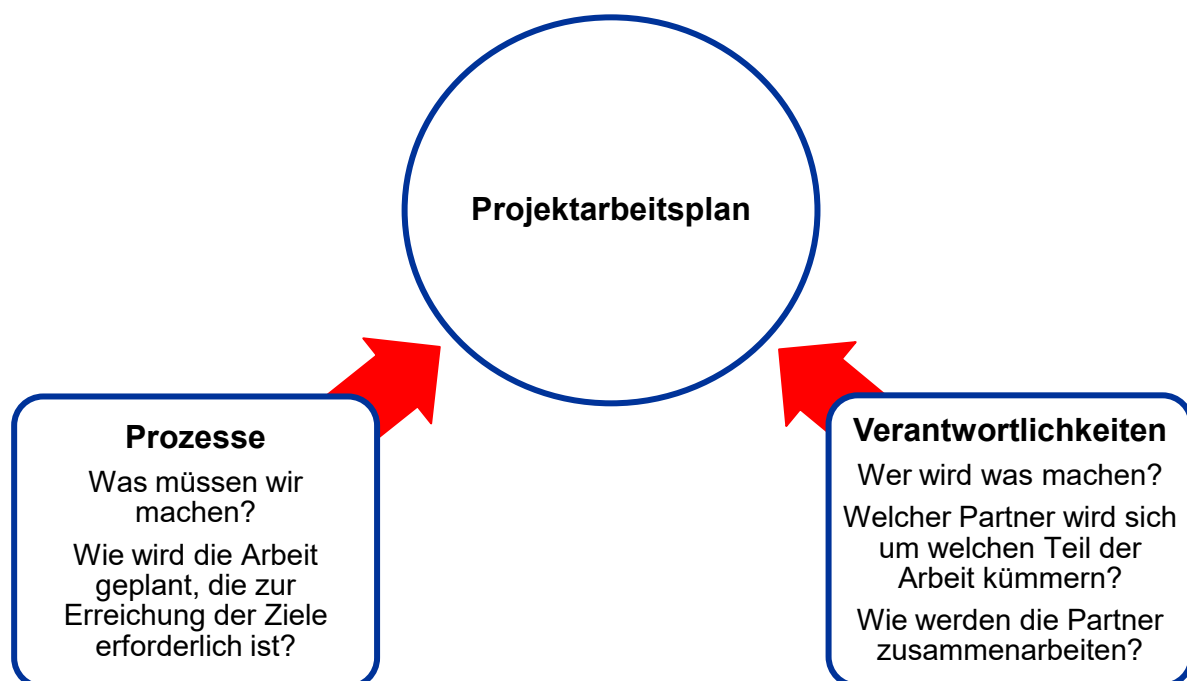 Projektarbeitsplan
Prozesse
Was müssen wir
machen?
Wie wird die Arbeit
geplant, die zur
Erreichung der Ziele
erforderlich ist?
Verantwortlichkeiten
Wer wird was machen?
Welcher Partner wird sich
um welchen Teil der
Arbeit kümmern?
Wie werden die Partner
zusammenarbeiten?